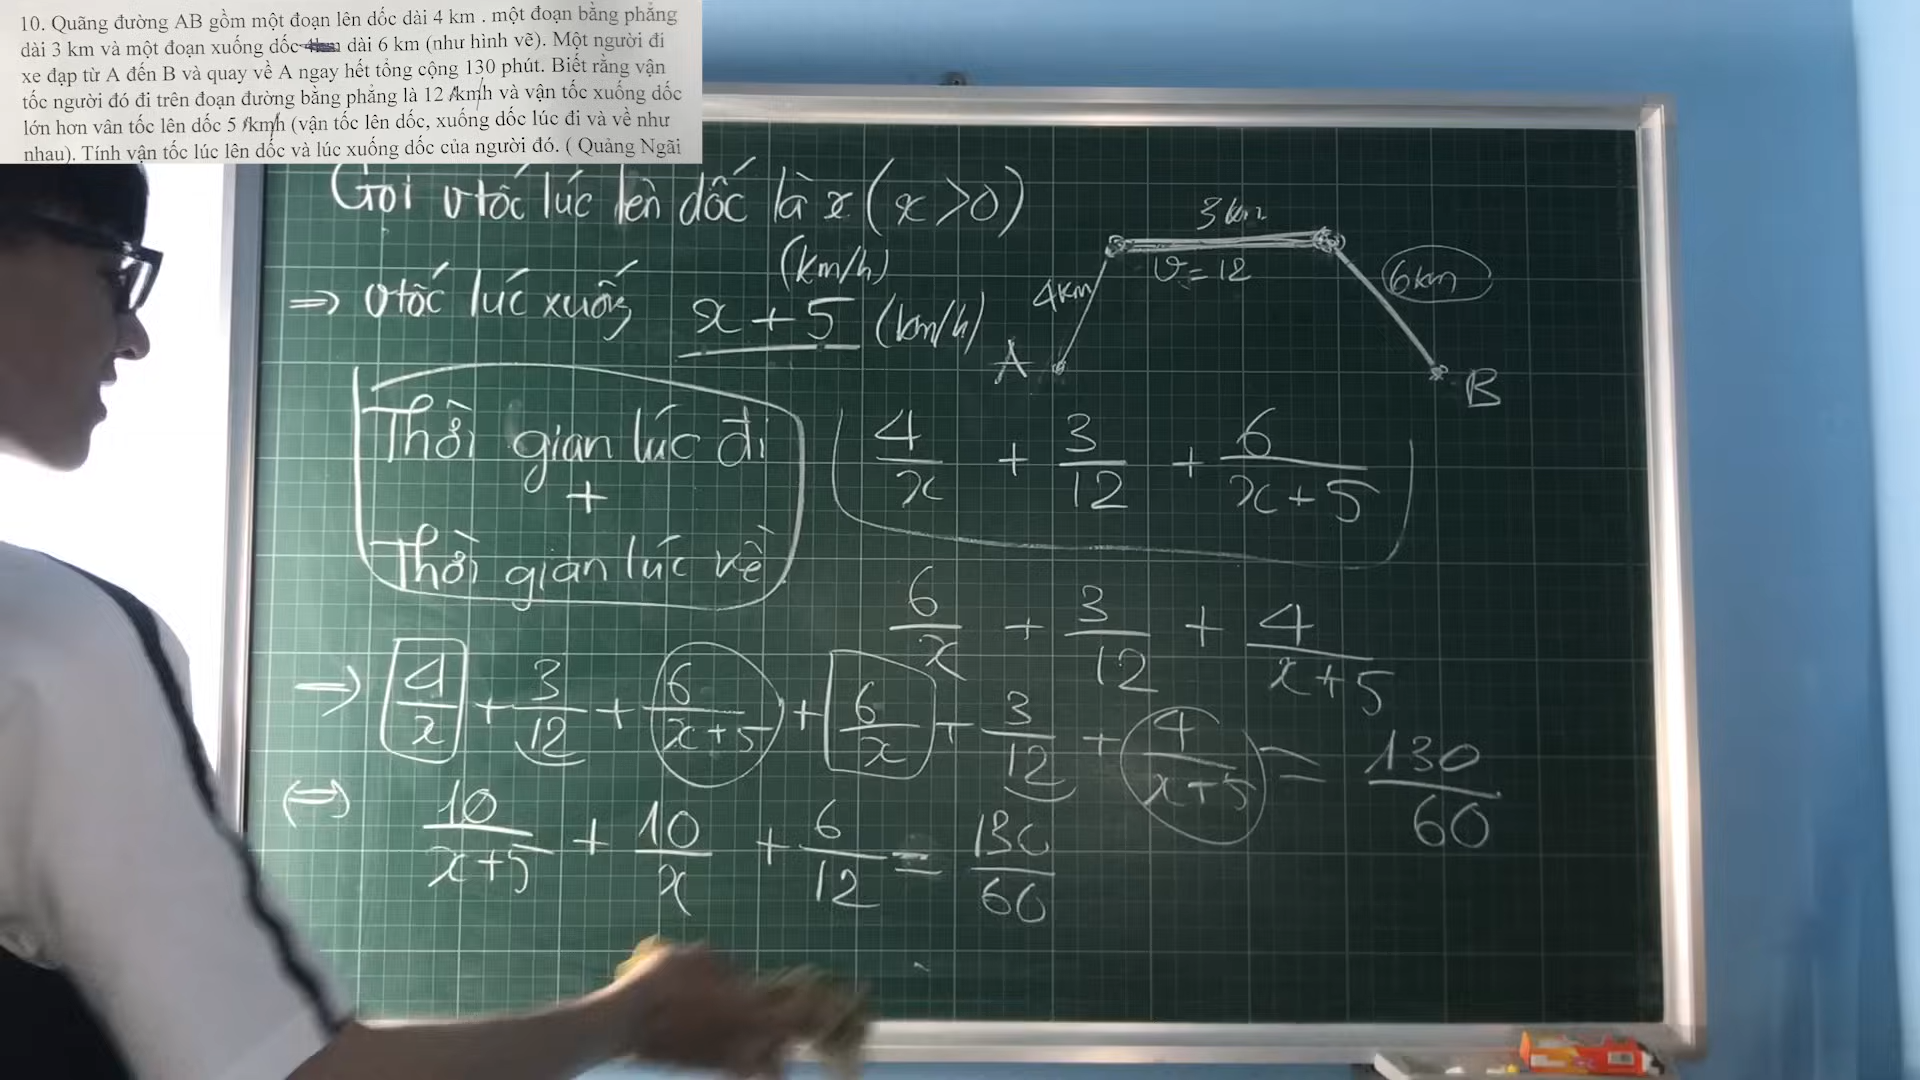 10. Quãng đường AB gồm một đoạn lên dốc dài 4 km . một đoạn bằng phẳng
dài 3 km và một đoạn xuống dốc dài 6 km (như hình vẽ). Một người đi
xe đạp từ A đến B và quay về A ngay hết tổng cộng 130 phút. Biết rằng vận
tốc người đó đi trên đoạn đường bằng phẳng là 12 km/h và vận tốc xuống dốc
lớn hơn vân tốc lên dốc 5 km/h (vận tốc lên dốc, xuống dốc lúc đi và về như
nhau). Tính vận tốc lúc lên dốc và lúc xuống dốc của người đó. ( Quảng Ngãi
Gọi vtốc lúc lên dốc là x (x>0)
(km/h)
=> vtốc lúc xuống x + 5 (km/h)
3km
v = 12
4km
6km
A
B
Thời gian lúc đi
+
Thời gian lúc về
4/x + 3/12 + 6/x+5
6/x + 3/12 + 4/x+5
=> 4/x + 3/12 + 6/x+5 + 6/x + 3/12 + 4/x+5 = 130/60
<=> 10/x+5 + 10/x + 6/12 = 130/60